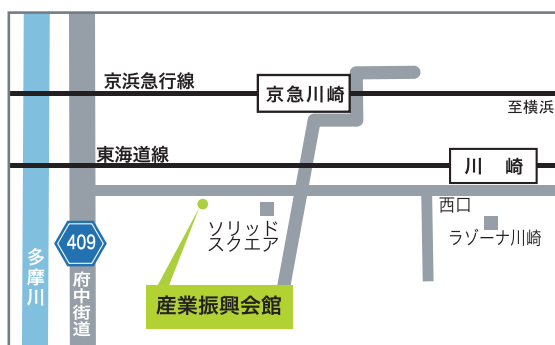 京浜急行線
京急川崎
至横浜
東海道線
川 崎
西口
ソリッド
スクエア
ラゾーナ川崎
409
多摩川
府中街道
産業振興会館